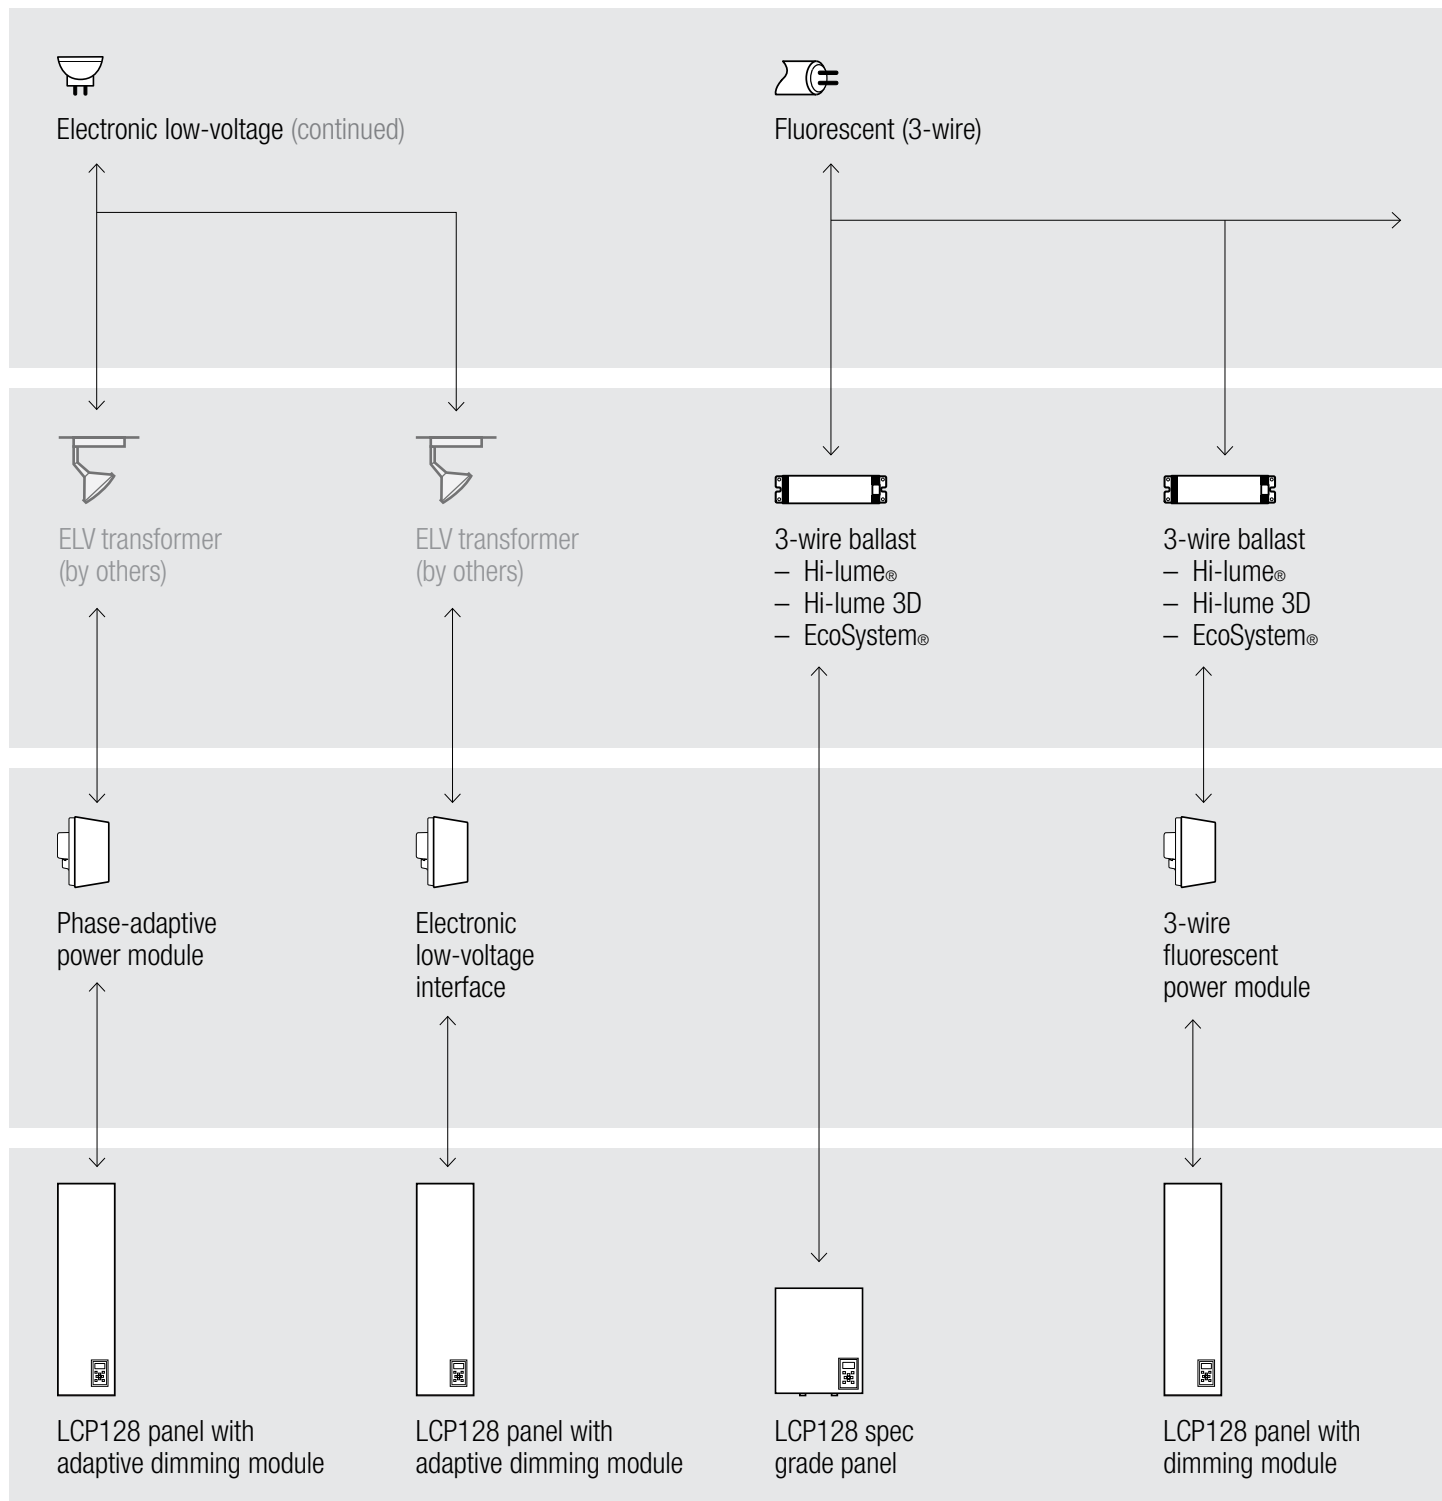 Electronic low-voltage (continued)
Fluorescent (3-wire)
ELV transformer
(by others)
ELV transformer
(by others)
3-wire ballast
– Hi-lume®
– Hi-lume 3D
– EcoSystem®
3-wire ballast
– Hi-lume®
– Hi-lume 3D
– EcoSystem®
Phase-adaptive
power module
Electronic
low-voltage
interface
3-wire
fluorescent
power module
LCP128 panel with
adaptive dimming module
LCP128 panel with
adaptive dimming module
LCP128 spec
grade panel
LCP128 panel with
dimming module